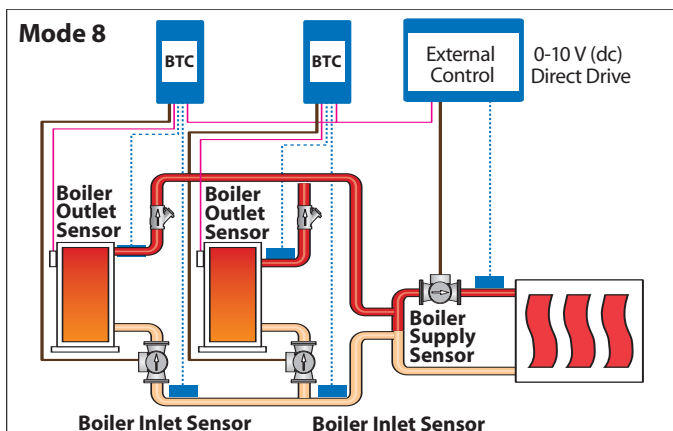 Mode 8
BTC
BTC
External
Control
0-10 V (dc)
Direct Drive
Boiler
Outlet
Sensor
Boiler
Outlet
Sensor
Boiler
Supply
Sensor
Boiler Inlet Sensor
Boiler Inlet Sensor